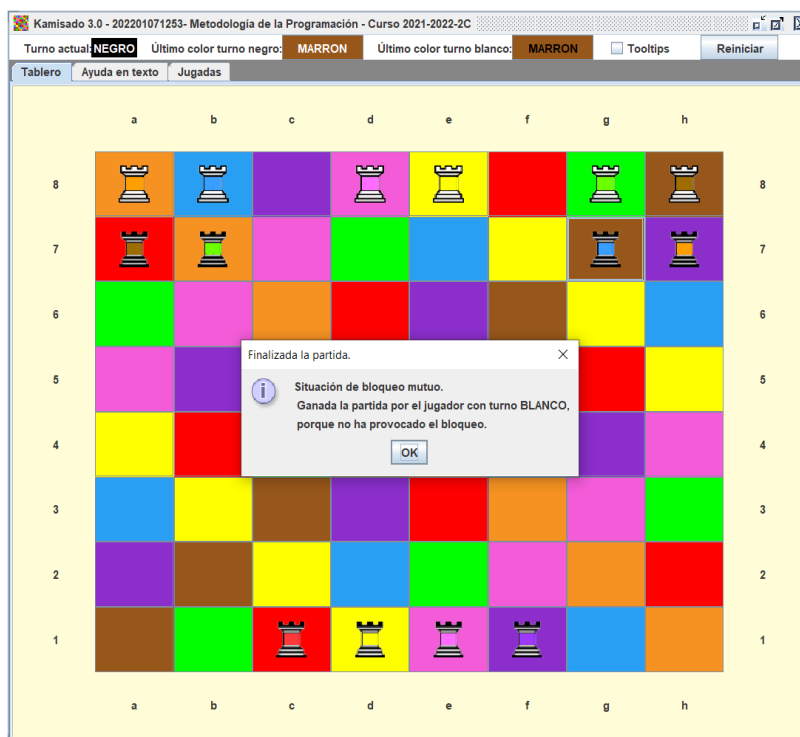 Kamisado 3.0 - 202201071253- Metodología de la Programación - Curso 2021-2022-2C
Turno actual: NEGRO Último color turno negro: MARRON Último color turno blanco: MARRON Tooltips Reiniciar
Tablero Ayuda en texto Jugadas
a b c d e f g h
8 8
7 7
6 6
5 5
4 4
3 3
2 2
1 1
a b c d e f g h
Finalizada la partida.
Situación de bloqueo mutuo.
Ganada la partida por el jugador con turno BLANCO,
porque no ha provocado el bloqueo.
OK